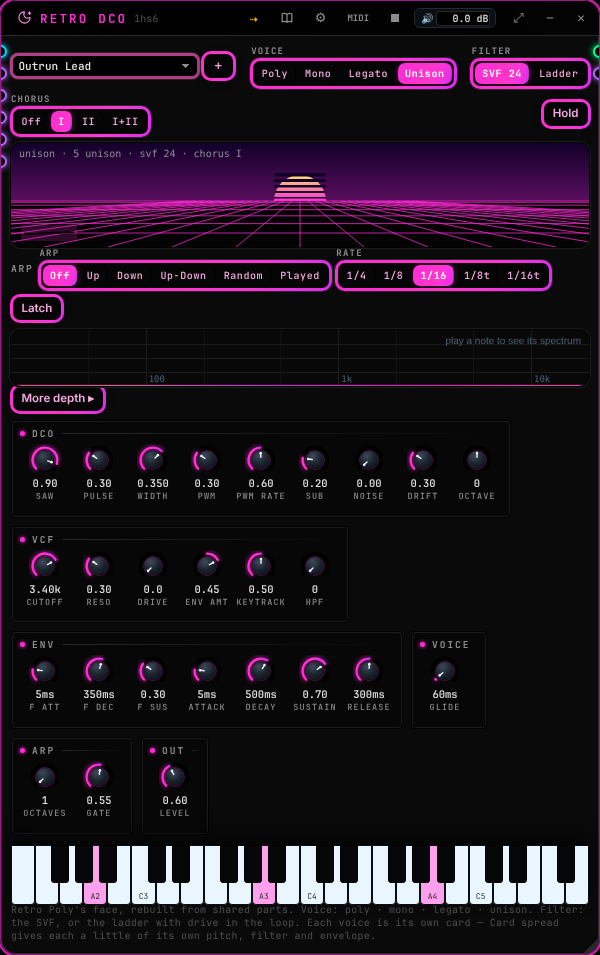 RETRO DCO 1hs6 MIDI 0.0 dB
VOICE FILTER
Outrun Lead + Poly Mono Legato Unison SVF 24 Ladder
CHORUS
Off I II I+II Hold
unison · 5 unison · svf 24 · chorus I
ARP RATE
ARP Off Up Down Up-Down Random Played 1/4 1/8 1/16 1/8t 1/16t
Latch
play a note to see its spectrum
100 1k 10k
More depth ▸
DCO
0.90 0.30 0.350 0.30 0.60 0.20 0.00 0.30 0
SAW PULSE WIDTH PWM PWM RATE SUB NOISE DRIFT OCTAVE
VCF
3.40k 0.30 0.0 0.45 0.50 0
CUTOFF RESO DRIVE ENV AMT KEYTRACK HPF
ENV VOICE
5ms 350ms 0.30 5ms 500ms 0.70 300ms 60ms
F ATT F DEC F SUS ATTACK DECAY SUSTAIN RELEASE GLIDE
ARP OUT
1 0.55 0.60
OCTAVES GATE LEVEL
A2 C3 A3 C4 A4 C5
Retro Poly's face, rebuilt from shared parts. Voice: poly · mono · legato · unison. Filter:
the SVF, or the ladder with drive in the loop. Each voice is its own card — Card spread
gives each a little of its own pitch, filter and envelope.